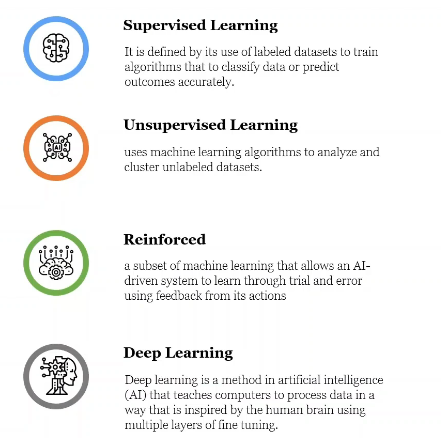 Supervised Learning
It is defined by its use of labeled datasets to train
algorithms that to classify data or predict
outcomes accurately.
Unsupervised Learning
AI
uses machine learning algorithms to analyze and
cluster unlabeled datasets.
Reinforced
a subset of machine learning that allows an AI-
driven system to learn through trial and error
using feedback from its actions
Deep Learning
Deep learning is a method in artificial intelligence
(AI) that teaches computers to process data in a
way that is inspired by the human brain using
multiple layers of fine tuning.